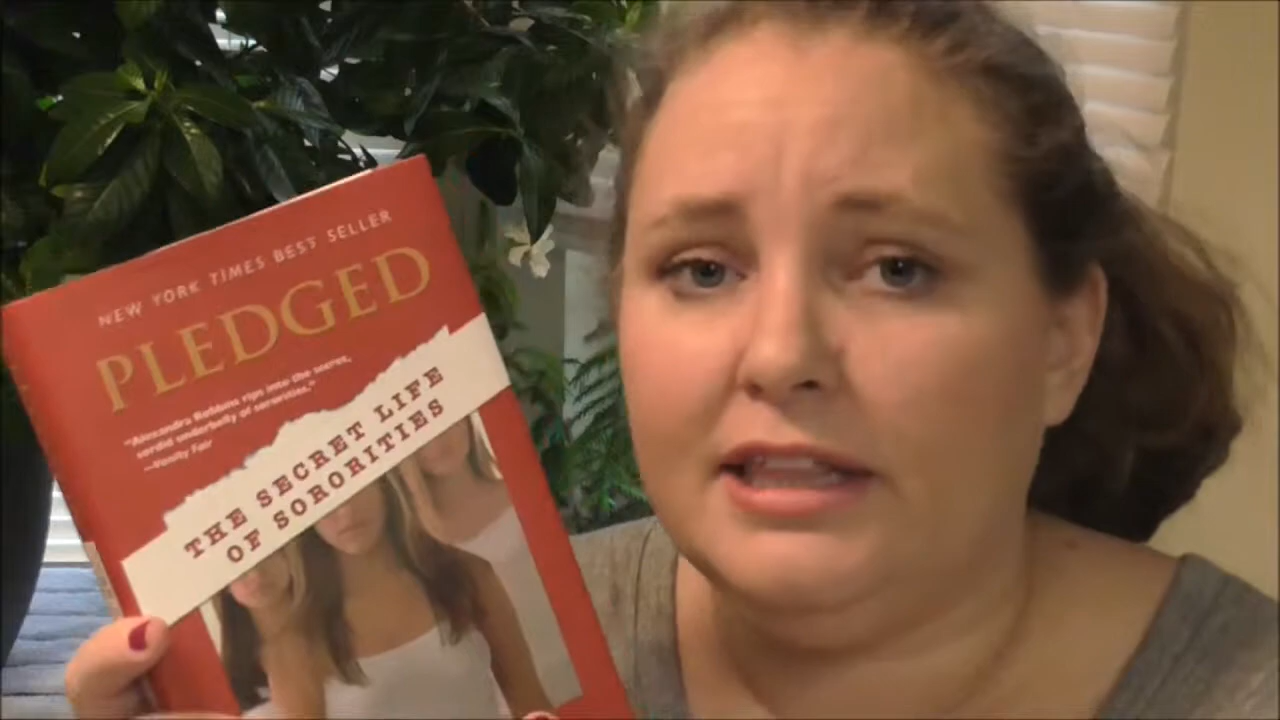 NEW YORK TIMES BEST SELLER
PLEDGED
"Alexandra Robbins rips into the secret,
sordid underbelly of sororities."
—Vanity Fair
THE SECRET LIFE
OF SORORITIES